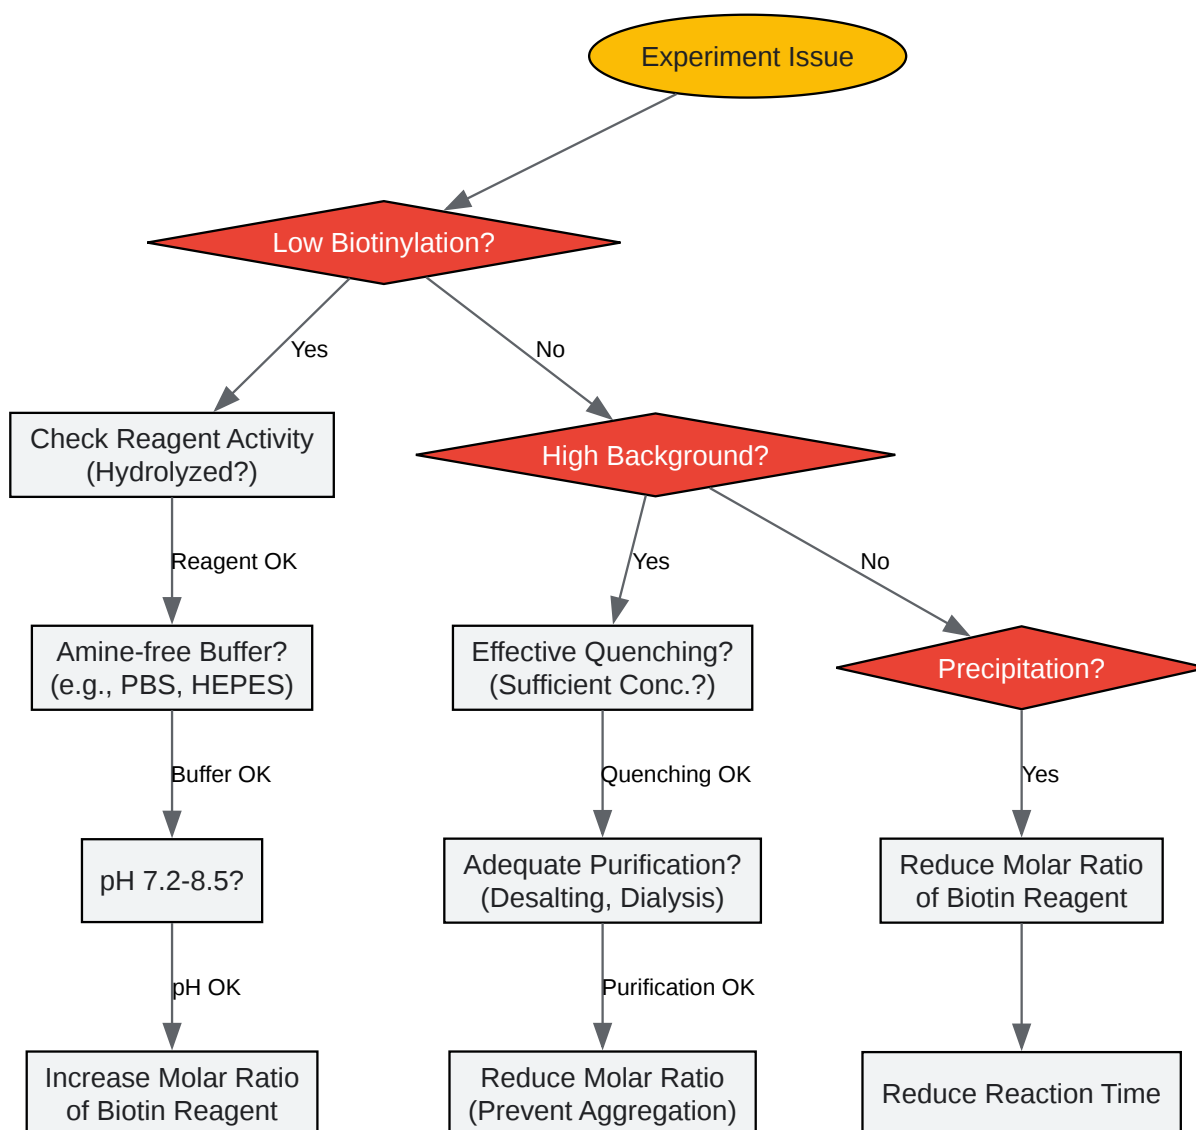 Experiment Issue
Low Biotinylation?
Yes
No
Check Reagent Activity
(Hydrolyzed?)
High Background?
Reagent OK
Yes
No
Amine-free Buffer?
(e.g., PBS, HEPES)
Effective Quenching?
(Sufficient Conc.?)
Precipitation?
Buffer OK
Quenching OK
Yes
pH 7.2-8.5?
Adequate Purification?
(Desalting, Dialysis)
Reduce Molar Ratio
of Biotin Reagent
pH OK
Purification OK
Increase Molar Ratio
of Biotin Reagent
Reduce Molar Ratio
(Prevent Aggregation)
Reduce Reaction Time